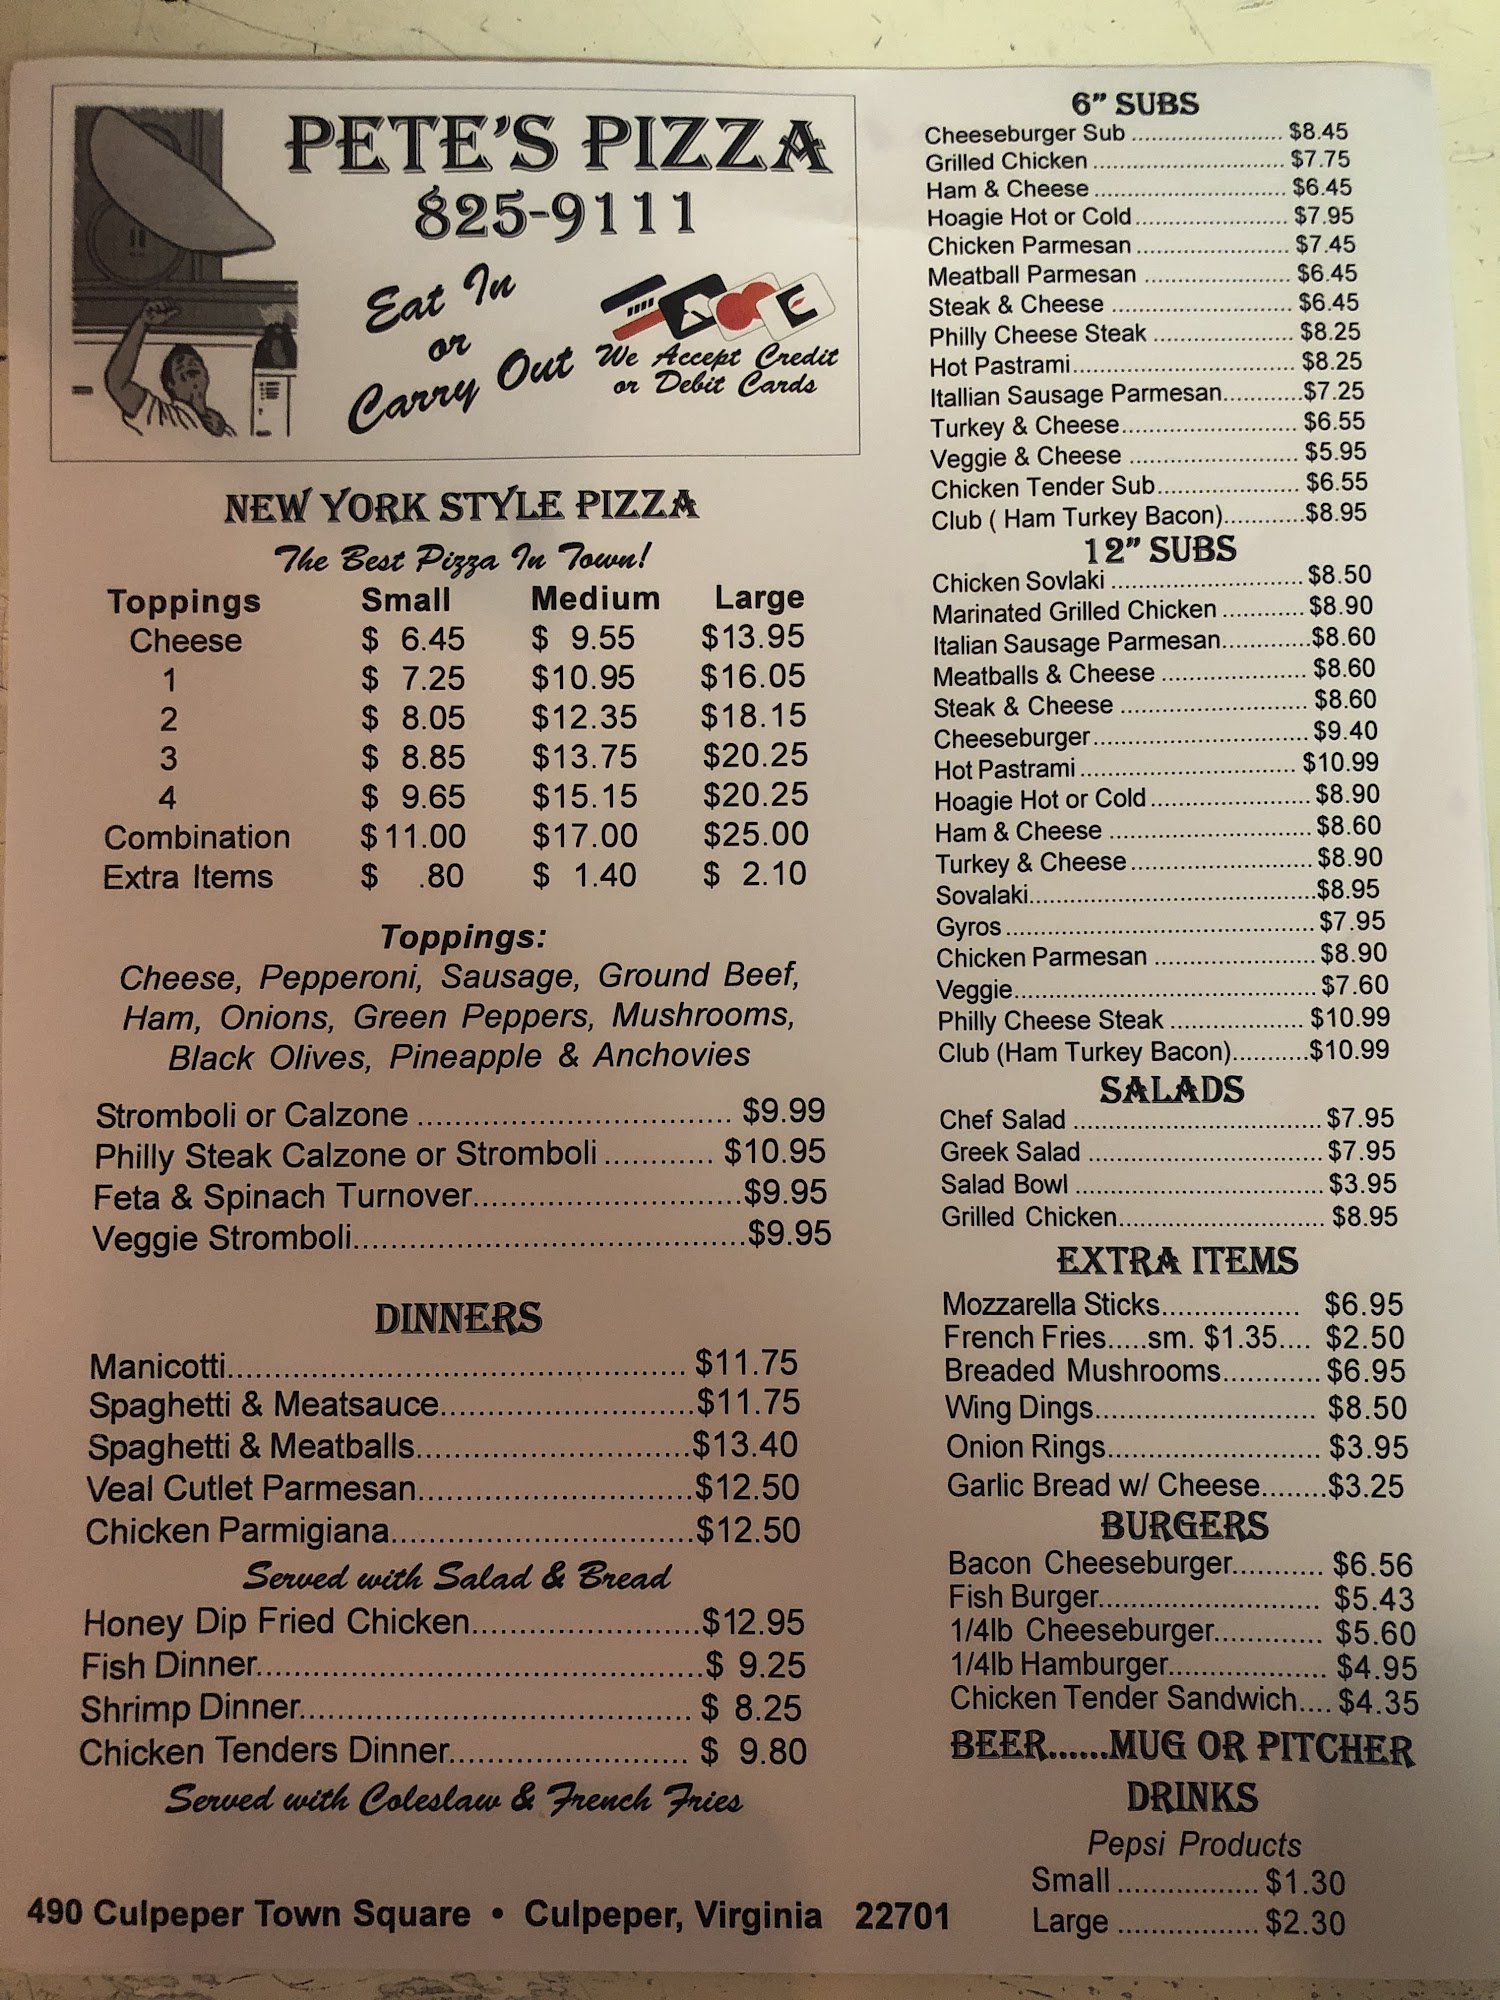 PETE'S PIZZA
825-9111
Eat In
or
Carry Out
We Accept Credit
or Debit Cards
NEW YORK STYLE PIZZA
The Best Pizza In Town!
Toppings Small Medium Large
Cheese $ 6.45 $ 9.55 $13.95
1 $ 7.25 $10.95 $16.05
2 $ 8.05 $12.35 $18.15
3 $ 8.85 $13.75 $20.25
4 $ 9.65 $15.15 $20.25
Combination $11.00 $17.00 $25.00
Extra Items $ .80 $ 1.40 $ 2.10
Toppings:
Cheese, Pepperoni, Sausage, Ground Beef,
Ham, Onions, Green Peppers, Mushrooms,
Black Olives, Pineapple & Anchovies
Stromboli or Calzone ................................ $9.99
Philly Steak Calzone or Stromboli ............ $10.95
Feta & Spinach Turnover.............................$9.95
Veggie Stromboli..........................................$9.95
DINNERS
Manicotti................................................ $11.75
Spaghetti & Meatsauce...........................$11.75
Spaghetti & Meatballs.............................$13.40
Veal Cutlet Parmesan.............................$12.50
Chicken Parmigiana................................$12.50
Served with Salad & Bread
Honey Dip Fried Chicken........................$12.95
Fish Dinner...............................................$ 9.25
Shrimp Dinner......................................... $ 8.25
Chicken Tenders Dinner......................... $ 9.80
Served with Coleslaw & French Fries
6" SUBS
Cheeseburger Sub ....................... $8.45
Grilled Chicken ............................. $7.75
Ham & Cheese ............................. $6.45
Hoagie Hot or Cold....................... $7.95
Chicken Parmesan ....................... $7.45
Meatball Parmesan ...................... $6.45
Steak & Cheese ........................... $6.45
Philly Cheese Steak ..................... $8.25
Hot Pastrami................................. $8.25
Itallian Sausage Parmesan............$7.25
Turkey & Cheese.......................... $6.55
Veggie & Cheese ......................... $5.95
Chicken Tender Sub..................... $6.55
Club ( Ham Turkey Bacon)............$8.95
12" SUBS
Chicken Sovlaki ............................ $8.50
Marinated Grilled Chicken ............ $8.90
Italian Sausage Parmesan.............$8.60
Meatballs & Cheese ..................... $8.60
Steak & Cheese ........................... $8.60
Cheeseburger................................ $9.40
Hot Pastrami ................................ $10.99
Hoagie Hot or Cold ....................... $8.90
Ham & Cheese ............................. $8.60
Turkey & Cheese .......................... $8.90
Sovalaki.........................................$8.95
Gyros ............................................. $7.95
Chicken Parmesan ....................... $8.90
Veggie............................................ $7.60
Philly Cheese Steak ................... $10.99
Club (Ham Turkey Bacon)...........$10.99
SALADS
Chef Salad ....................................$7.95
Greek Salad .................................. $7.95
Salad Bowl .................................... $3.95
Grilled Chicken.............................. $8.95
EXTRA ITEMS
Mozzarella Sticks................. $6.95
French Fries.....sm. $1.35.... $2.50
Breaded Mushrooms............ $6.95
Wing Dings........................... $8.50
Onion Rings.......................... $3.95
Garlic Bread w/ Cheese........$3.25
BURGERS
Bacon Cheeseburger........... $6.56
Fish Burger........................... $5.43
1/4lb Cheeseburger............. $5.60
1/4lb Hamburger................... $4.95
Chicken Tender Sandwich.... $4.35
BEER......MUG OR PITCHER
DRINKS
Pepsi Products
Small ................. $1.30
Large ................. $2.30
490 Culpeper Town Square • Culpeper, Virginia 22701